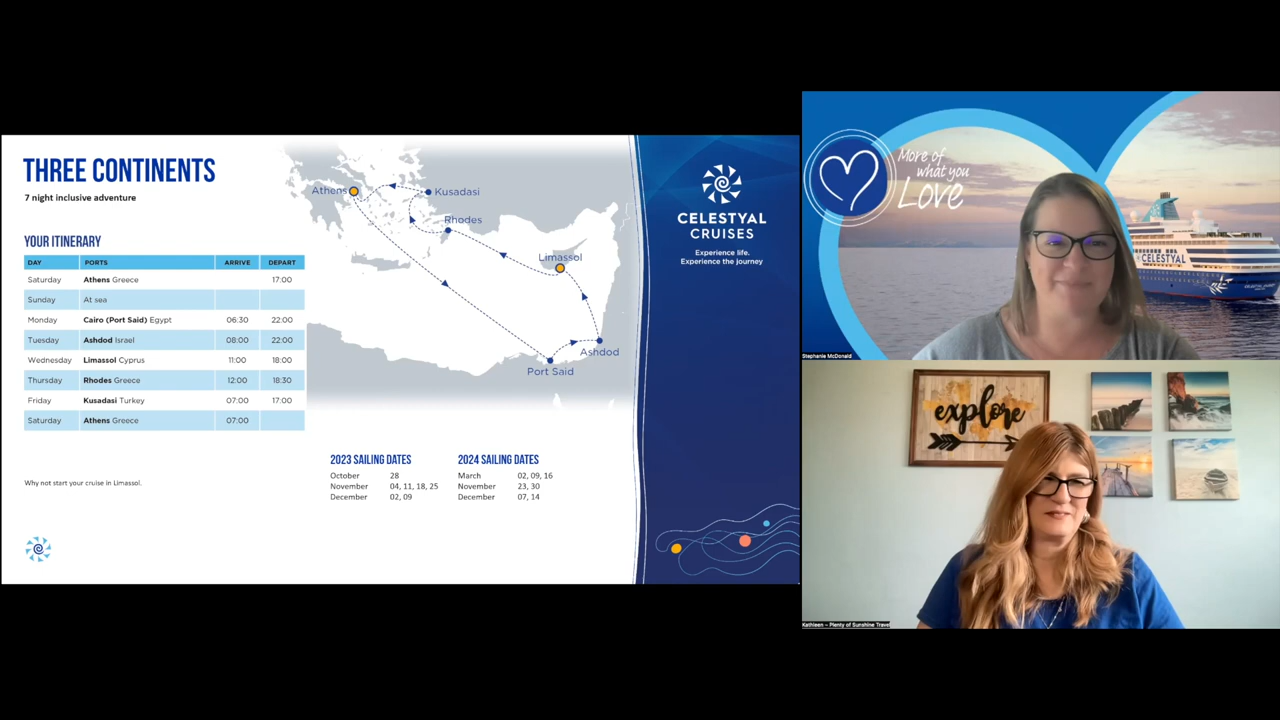 THREE CONTINENTS
7 night inclusive adventure
YOUR ITINERARY
DAY PORTS ARRIVE DEPART
Saturday Athens Greece 17:00
Sunday At sea
Monday Cairo (Port Said) Egypt 06:30 22:00
Tuesday Ashdod Israel 08:00 22:00
Wednesday Limassol Cyprus 11:00 18:00
Thursday Rhodes Greece 12:00 18:30
Friday Kusadasi Turkey 07:00 17:00
Saturday Athens Greece 07:00
Why not start your cruise in Limassol.
Athens
Kusadasi
Rhodes
Limassol
Ashdod
Port Said
2023 SAILING DATES
October 28
November 04, 11, 18, 25
December 02, 09
2024 SAILING DATES
March 02, 09, 16
November 23, 30
December 07, 14
CELESTYAL
CRUISES
Experience life.
Experience the journey
More of
what you
Love
CELESTYAL
Stephanie McDonald
explore
Kathleen – Plenty of Sunshine Travel